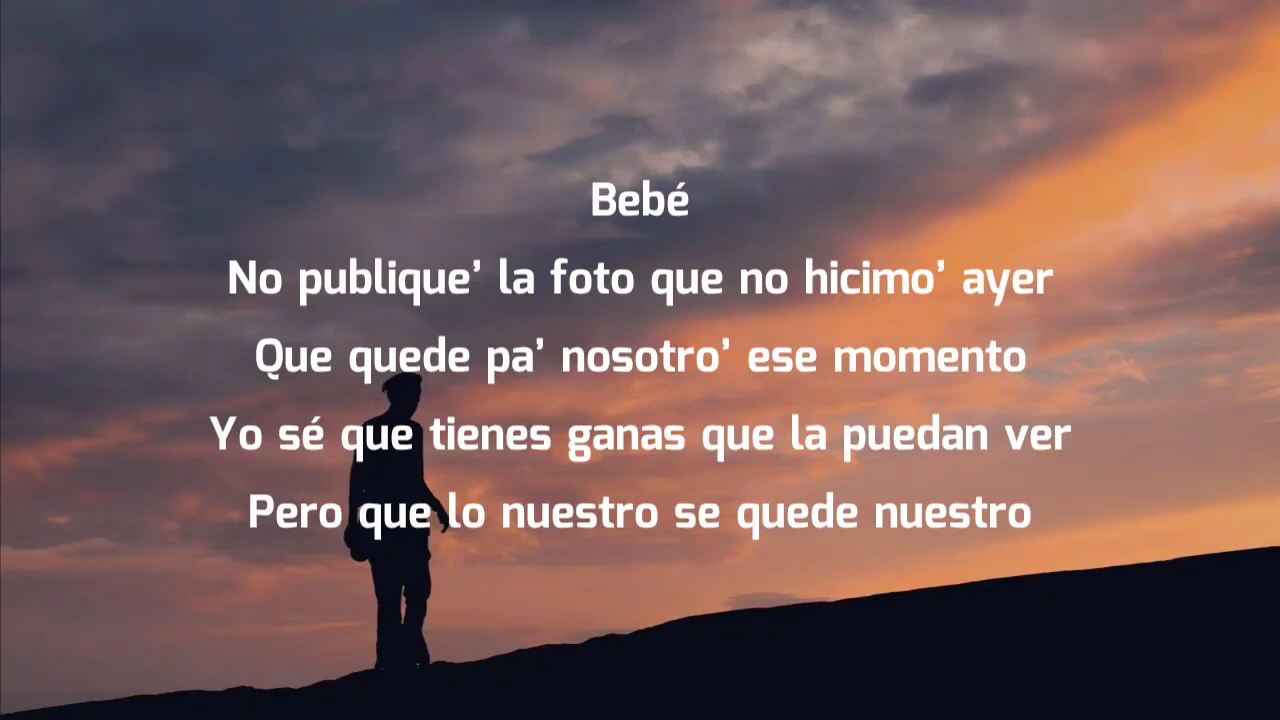 Bebé
No publique’ la foto que no hicimo’ ayer
Que quede pa’ nosotro’ ese momento
Yo sé que tienes ganas que la puedan ver
Pero que lo nuestro se quede nuestro